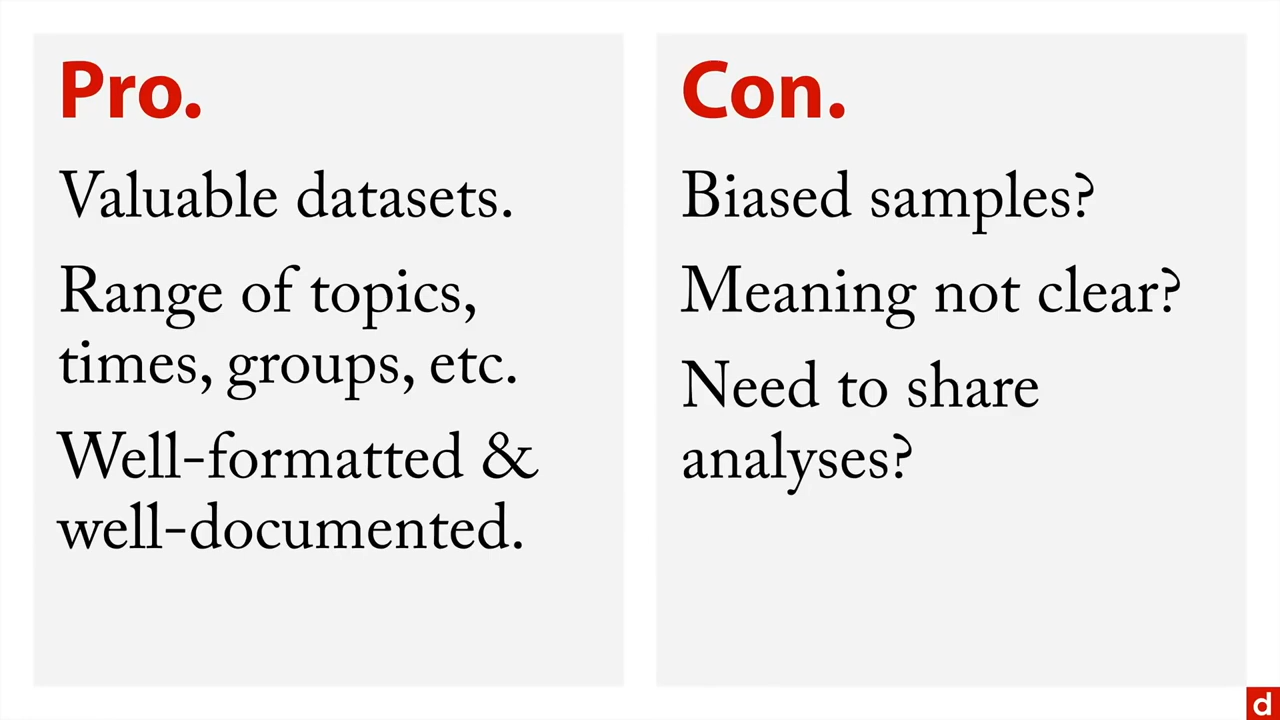 Pro.
Valuable datasets.
Range of topics,
times, groups, etc.
Well-formatted &
well-documented.
Con.
Biased samples?
Meaning not clear?
Need to share
analyses?
d